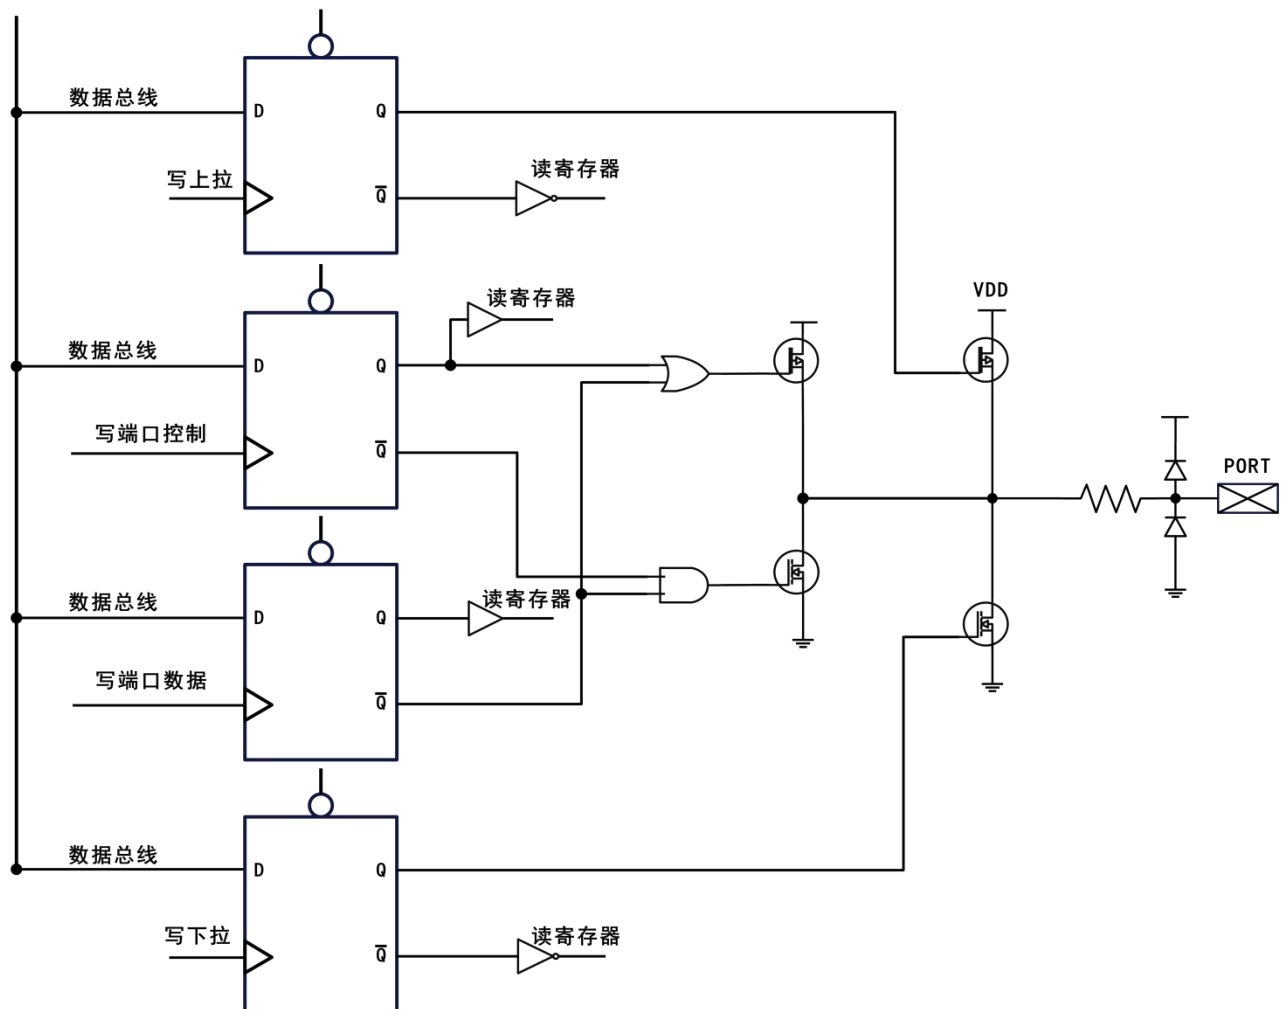 数据总线
D
Q
写上拉
Q
读寄存器
读寄存器
数据总线
D
Q
VDD
写端口控制
Q
PORT
数据总线
D
Q
读寄存器
写端口数据
Q
数据总线
D
Q
写下拉
Q
读寄存器